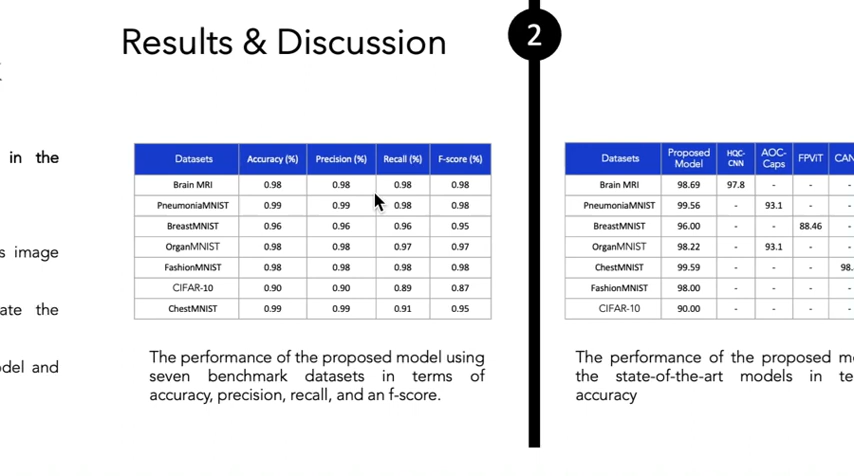 in the
s image
ate the
del and
Results & Discussion
2
Datasets Accuracy (%) Precision (%) Recall (%) F-score (%)
Brain MRI 0.98 0.98 0.98 0.98
PneumoniaMNIST 0.99 0.99 0.98 0.98
BreastMNIST 0.96 0.96 0.96 0.95
OrganMNIST 0.98 0.98 0.97 0.97
FashionMNIST 0.98 0.98 0.98 0.98
CIFAR-10 0.90 0.90 0.89 0.87
ChestMNIST 0.99 0.99 0.91 0.95
The performance of the proposed model using
seven benchmark datasets in terms of
accuracy, precision, recall, and an f-score.
Datasets Proposed Model HQC-CNN AOC-Caps FPViT CAN
Brain MRI 98.69 97.8 - - -
PneumoniaMNIST 99.56 - 93.1 - -
BreastMNIST 96.00 - - 88.46 -
OrganMNIST 98.22 - 93.1 - -
ChestMNIST 99.59 - - - 98.
FashionMNIST 98.00 - - - -
CIFAR-10 90.00 - - - -
The performance of the proposed m
the state-of-the-art models in te
accuracy